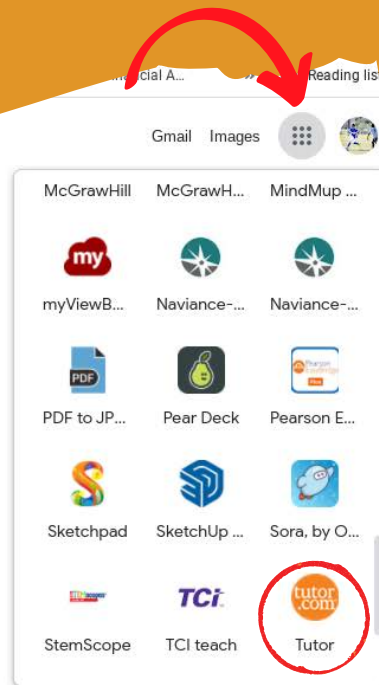 cial A...
»
Reading list
Gmail Images
McGrawHill McGrawH... MindMup ...
my
myViewB... Naviance-... Naviance-...
PDF
PDF to JP... Pear Deck Pearson E...
Sketchpad SketchUp ... Sora, by O...
TCi
tutor
.com
StemScope TCI teach Tutor